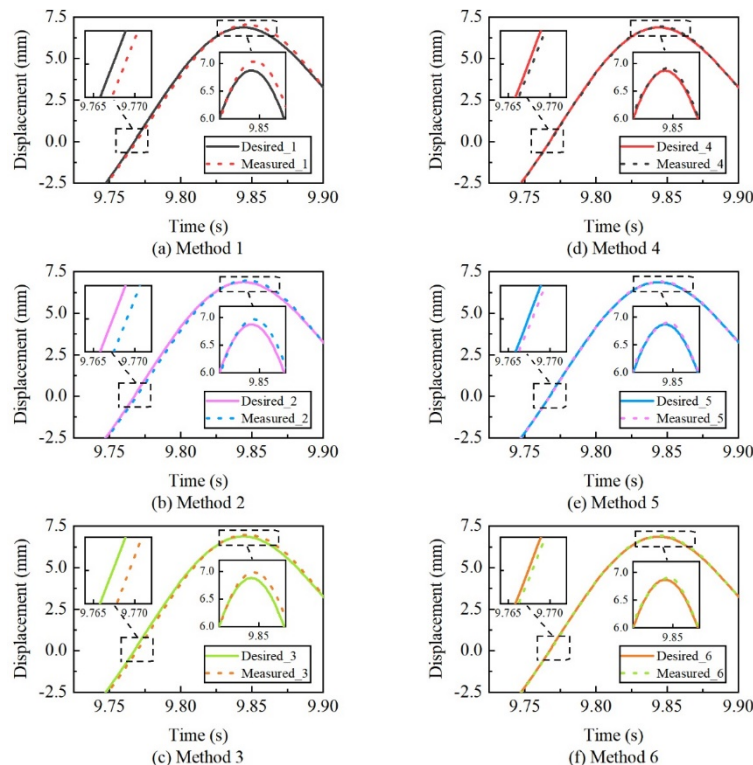 7.5
5.0
2.5
0.0
-2.5
Displacement (mm)
9.765 9.770
7.0
6.5
6.0
9.85
Desired_1
Measured_1
9.75 9.80 9.85 9.90
Time (s)
(a) Method 1
7.5
5.0
2.5
0.0
-2.5
Displacement (mm)
9.765 9.770
7.0
6.5
6.0
9.85
Desired_4
Measured_4
9.75 9.80 9.85 9.90
Time (s)
(d) Method 4
7.5
5.0
2.5
0.0
-2.5
Displacement (mm)
9.765 9.770
7.0
6.5
6.0
9.85
Desired_2
Measured_2
9.75 9.80 9.85 9.90
Time (s)
(b) Method 2
7.5
5.0
2.5
0.0
-2.5
Displacement (mm)
9.765 9.770
7.0
6.5
6.0
9.85
Desired_5
Measured_5
9.75 9.80 9.85 9.90
Time (s)
(e) Method 5
7.5
5.0
2.5
0.0
-2.5
Displacement (mm)
9.765 9.770
7.0
6.5
6.0
9.85
Desired_3
Measured_3
9.75 9.80 9.85 9.90
Time (s)
(c) Method 3
7.5
5.0
2.5
0.0
-2.5
Displacement (mm)
9.765 9.770
7.0
6.5
6.0
9.85
Desired_6
Measured_6
9.75 9.80 9.85 9.90
Time (s)
(f) Method 6